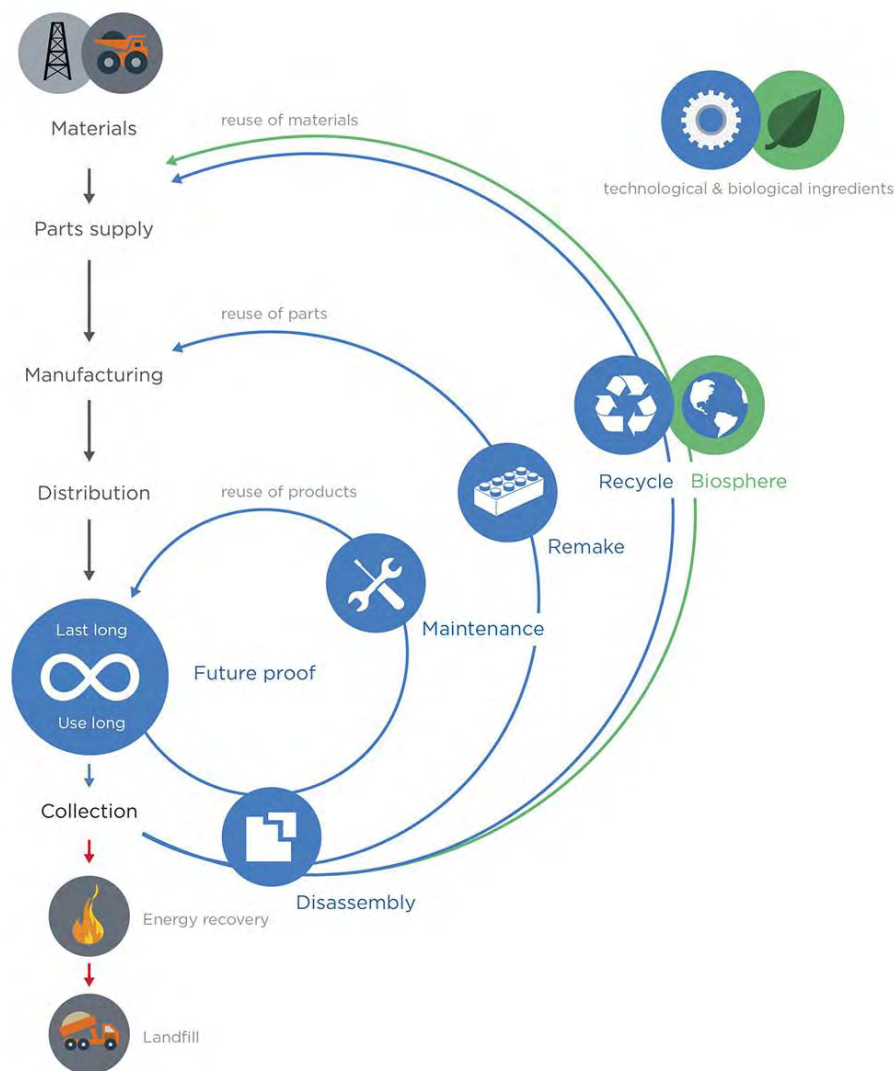 Materials
reuse of materials
technological & biological ingredients
Parts supply
reuse of parts
Manufacturing
Recycle
Biosphere
Distribution
reuse of products
Remake
Last long
Maintenance
Future proof
Use long
Collection
Disassembly
Energy recovery
Landfill